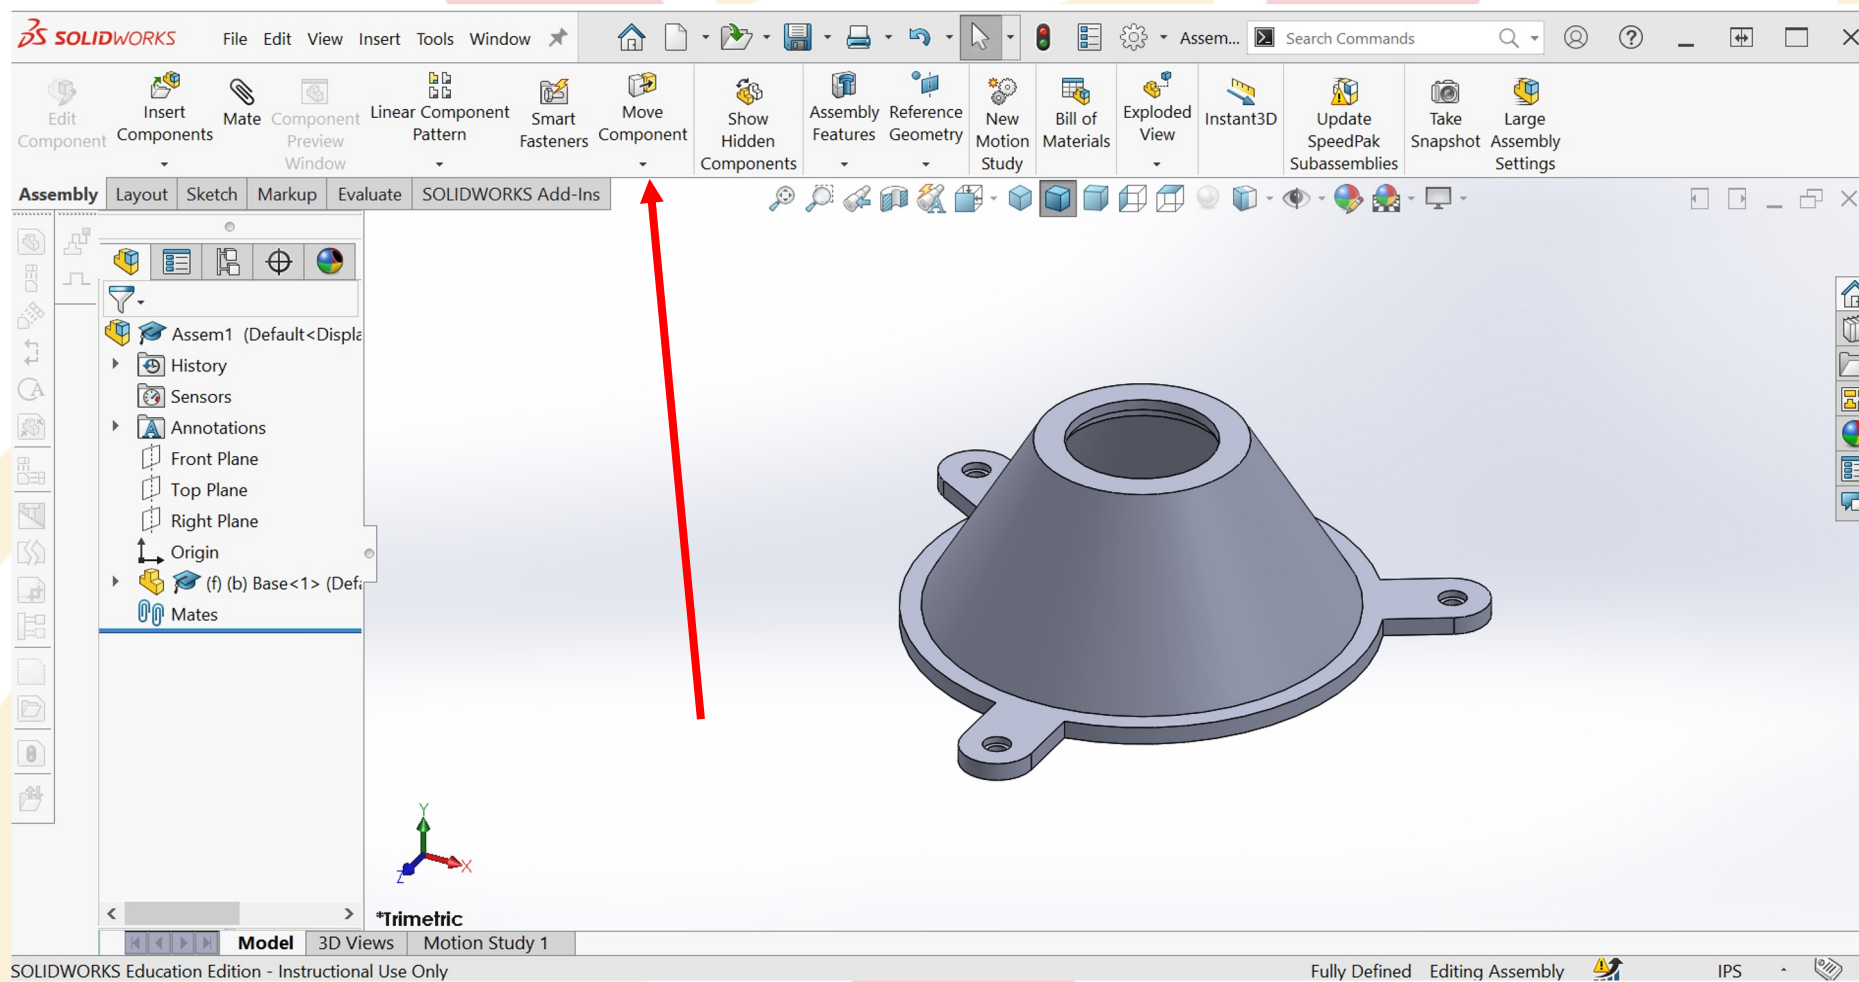 SOLIDWORKS File Edit View Insert Tools Window Assem... Search Commands
Edit Component
Insert Components
Mate
Component Preview Window
Linear Component Pattern
Smart Fasteners
Move Component
Show Hidden Components
Assembly Features
Reference Geometry
New Motion Study
Bill of Materials
Exploded View
Instant3D
Update SpeedPak Subassemblies
Take Snapshot
Large Assembly Settings
Assembly Layout Sketch Markup Evaluate SOLIDWORKS Add-Ins
Assem1 (Default<Displa
History
Sensors
Annotations
Front Plane
Top Plane
Right Plane
Origin
(f) (b) Base<1> (Defa
Mates
Y
X
Z
*Trimetric
Model 3D Views Motion Study 1
SOLIDWORKS Education Edition - Instructional Use Only Fully Defined Editing Assembly IPS